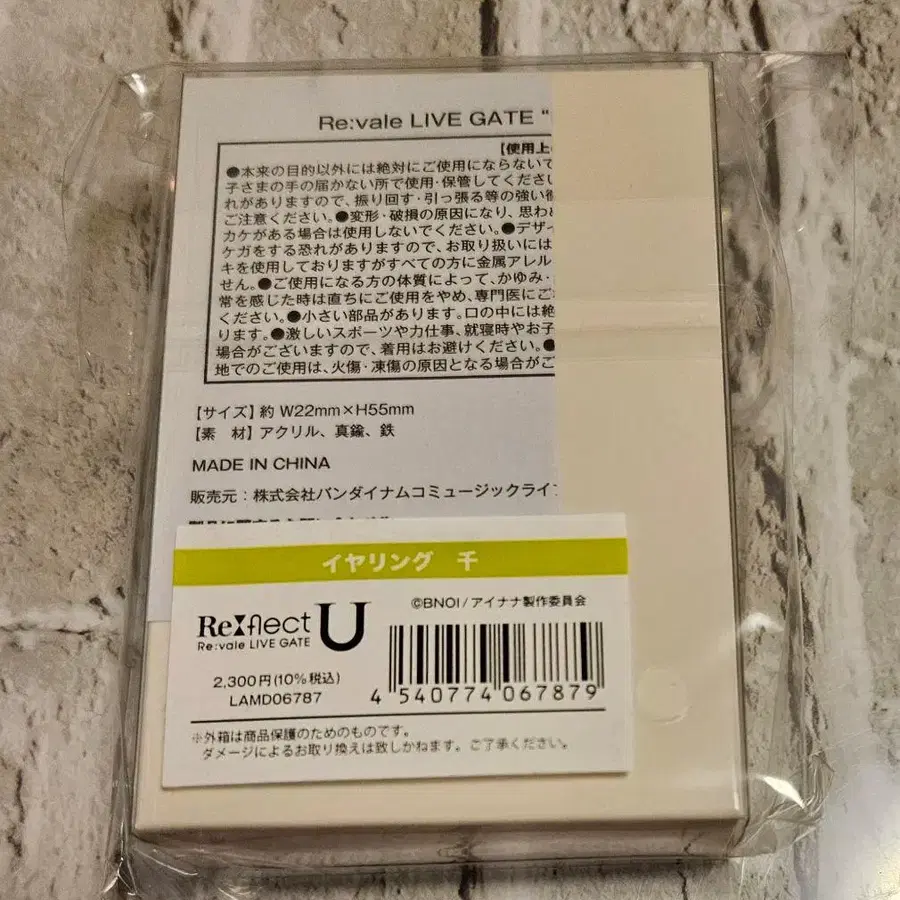 Re:vale LIVE GATE "
【使用上
●本来の目的以外には絶対にご使用にならないで
子さまの手の届かない所で使用・保管してください
れがありますので、振り回す・引っ張る等の強い
ご注意ください。●変形・破損の原因になり、思わ
カケがある場合は使用しないでください。●デザイ
ケガをする恐れがありますので、お取り扱いには
キを使用しておりますがすべての方に金属アレル
せん。●ご使用になる方の体質によって、かゆみ・
常を感じた時は直ちにご使用をやめ、専門医にご
ください。●小さい部品があります。口の中には絶
ります。●激しいスポーツや力仕事、就寝時やお子
場合がございますので、着用はお避けください。●
地でのご使用は、火傷・凍傷の原因となる場合がご
【サイズ】約 W22mm×H55mm
【素 材】アクリル、真鍮、鉄
MADE IN CHINA
販売元：株式会社バンダイナムコミュージックライ
イヤリング 千
Re:flect U
Re:vale LIVE GATE
©BNOI/アイナナ製作委員会
2,300円(10%税込)
LAMD06787
4 540774 067879
※外箱は商品保護のためのものです。
ダメージによるお取り換えは致しかねます。ご了承ください。